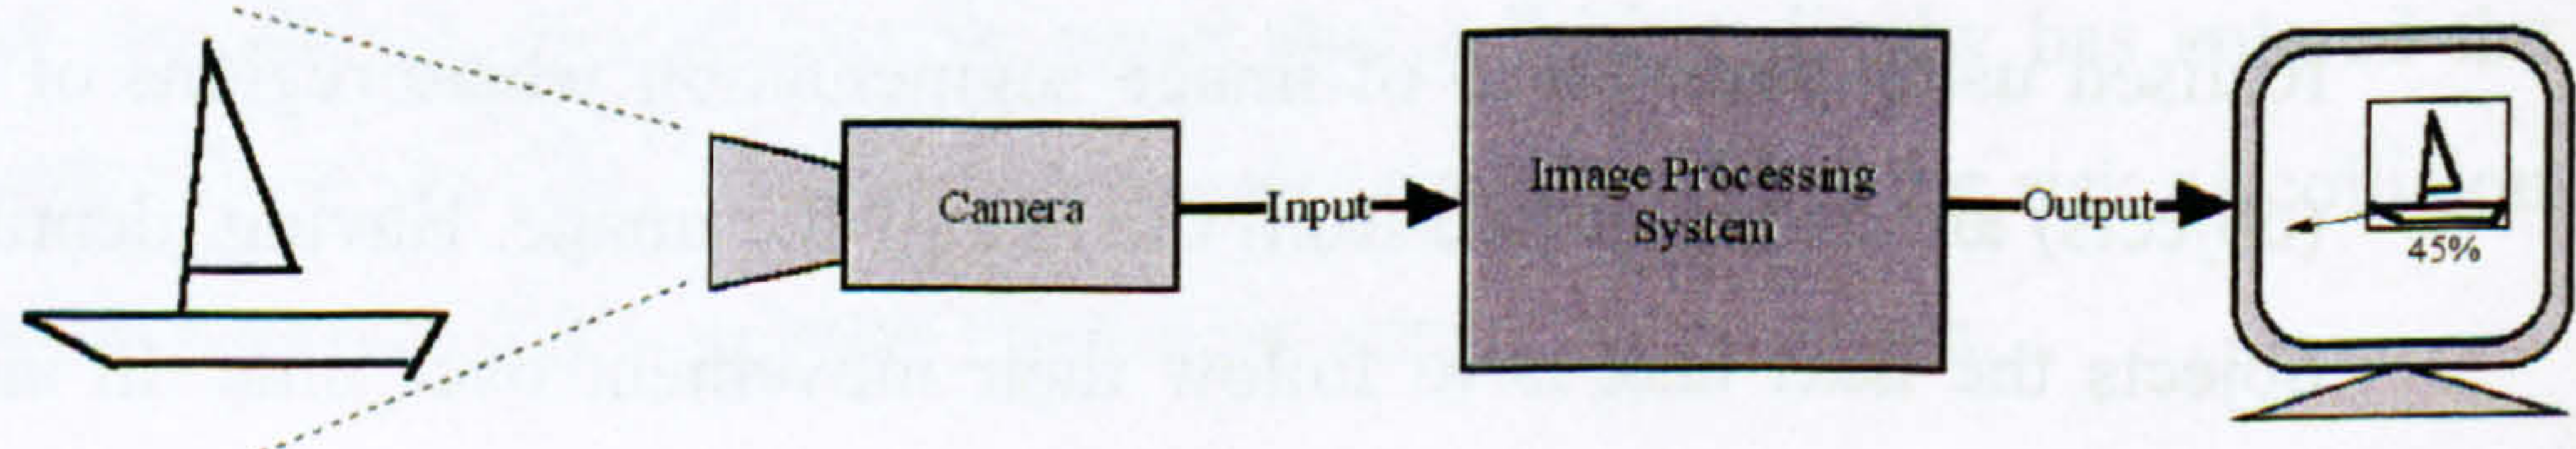 Camera
Input
Image Processing
System
Output
45%